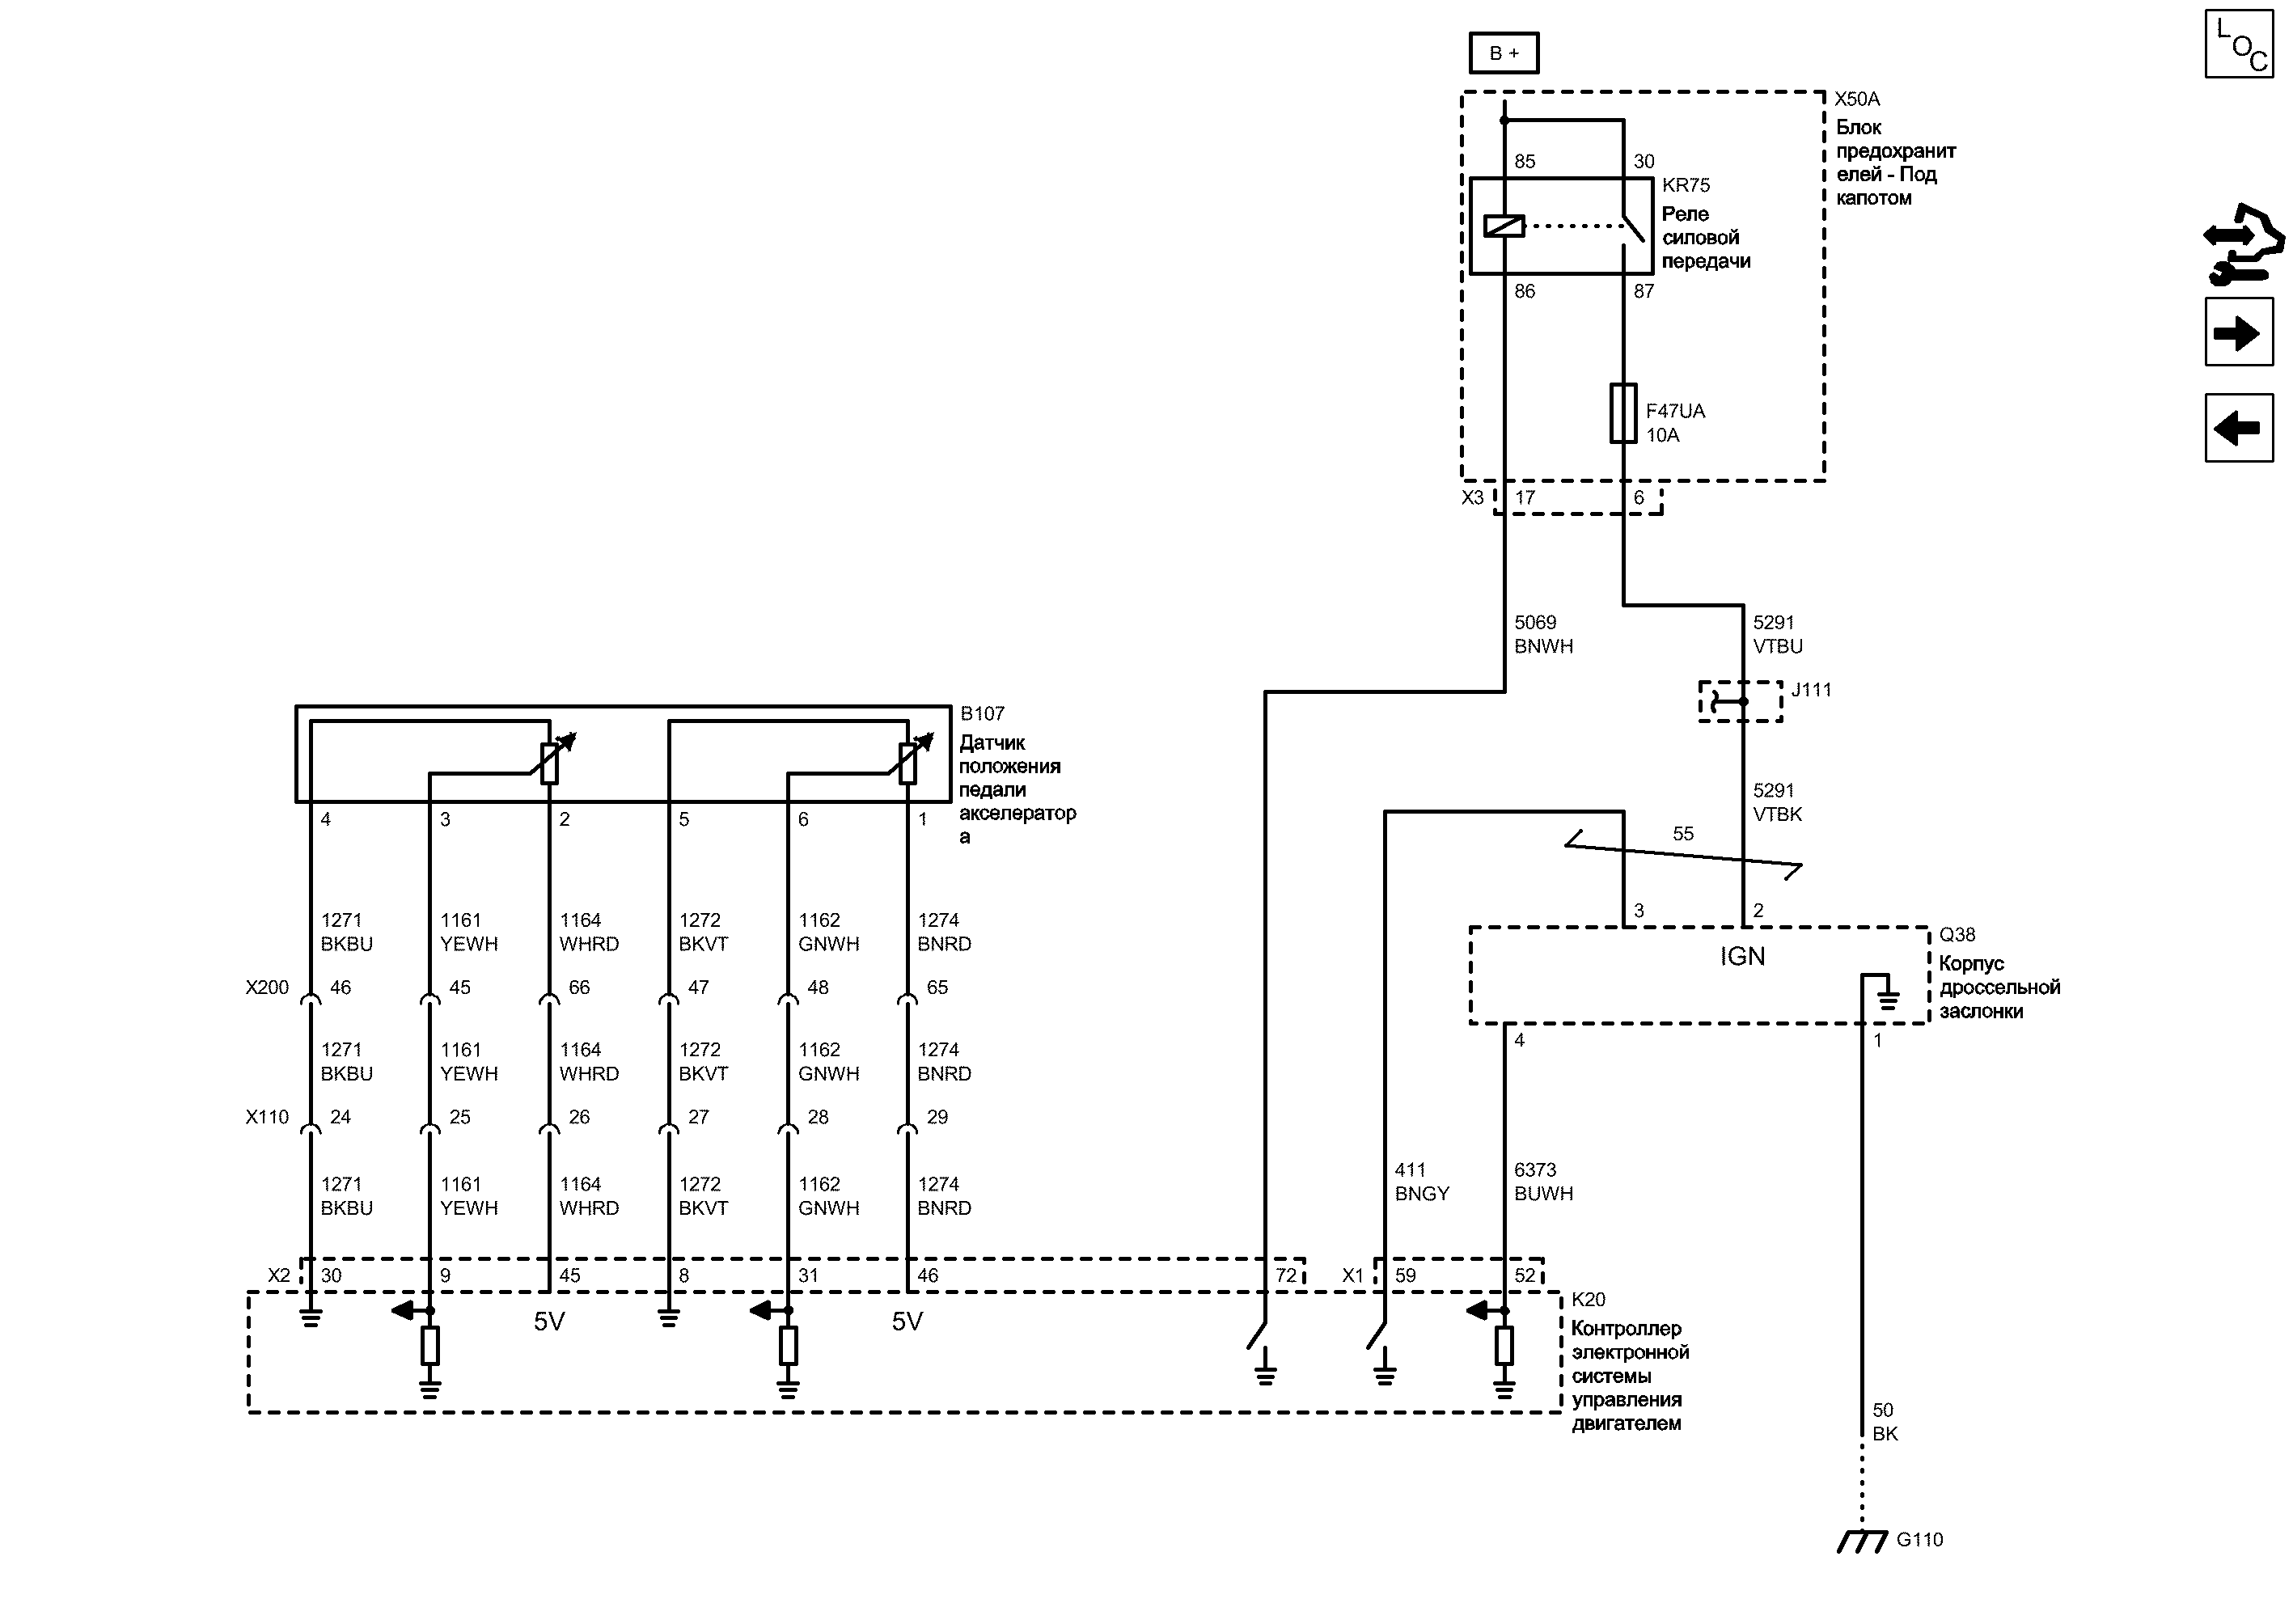 L
O
C
B +
X50A
Блок
предохранит
елей - Под
капотом
85 30
KR75
Реле
силовой
передачи
86 87
F47UA
10A
X3 17 6
5069
BNWH
5291
VTBU
J111
5291
VTBK
55
3 2
IGN
Q38
Корпус
дроссельной
заслонки
4 1
B107
Датчик
положения
педали
акселератор
а
4 3 2 5 6 1
1271 1161 1164 1272 1162 1274
BKBU YEWH WHRD BKVT GNWH BNRD
X200 46 45 66 47 48 65
1271 1161 1164 1272 1162 1274
BKBU YEWH WHRD BKVT GNWH BNRD
X110 24 25 26 27 28 29
1271 1161 1164 1272 1162 1274
BKBU YEWH WHRD BKVT GNWH BNRD
411 6373
BNGY BUWH
X2 30 9 45 8 31 46 72 X1 59 52
5V 5V
K20
Контроллер
электронной
системы
управления
двигателем
50
BK
G110